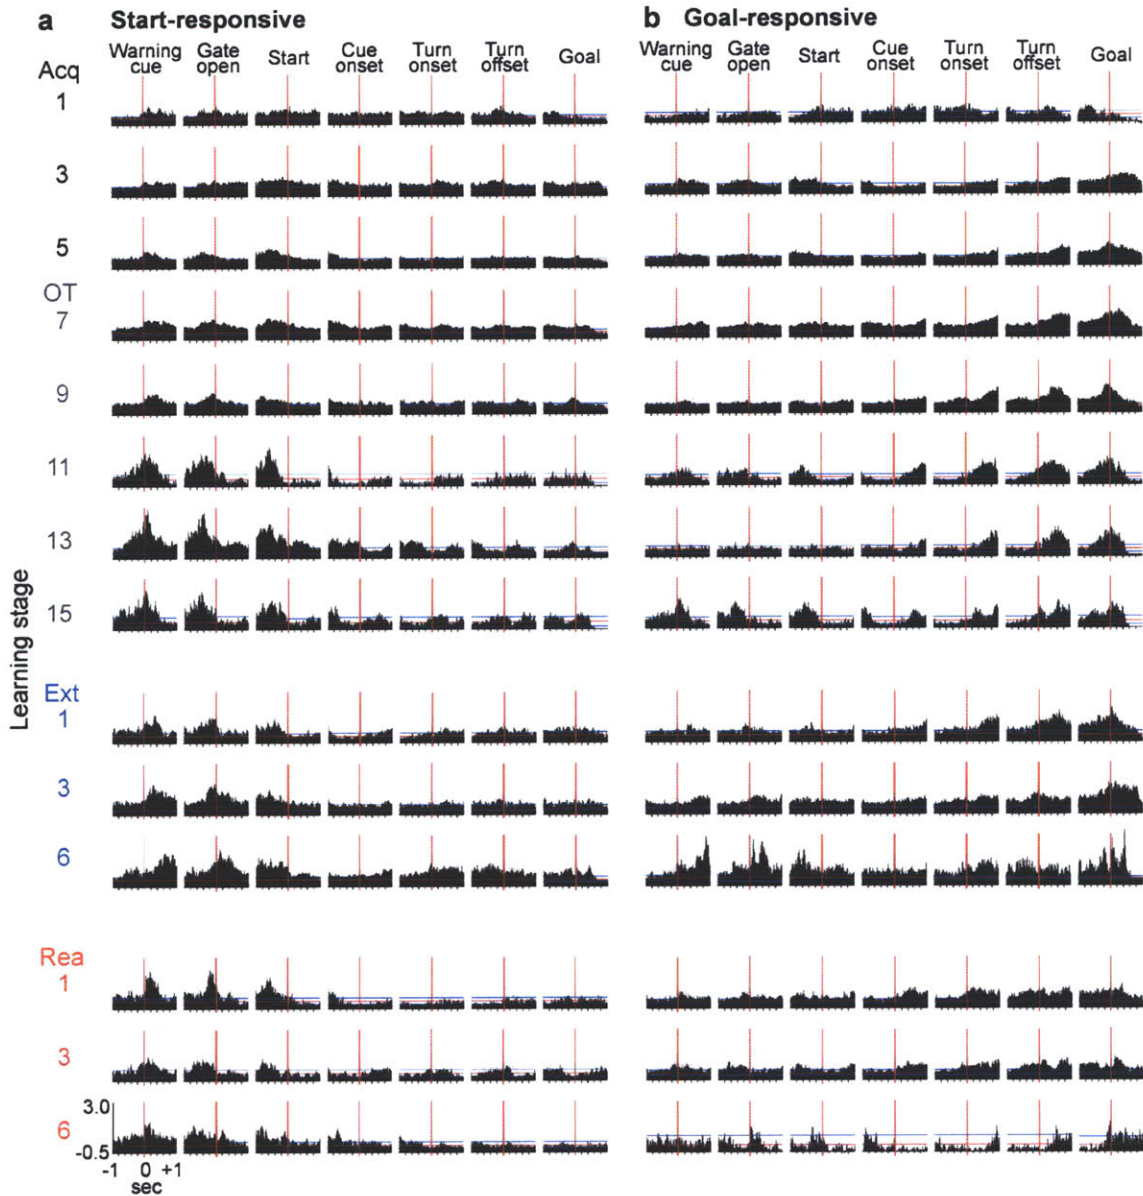 a Start-responsive
b Goal-responsive
Warning cue Gate open Start Cue onset Turn onset Turn offset Goal
Warning cue Gate open Start Cue onset Turn onset Turn offset Goal
Learning stage
Acq
1
3
5
OT
7
9
11
13
15
Ext
1
3
6
Rea
1
3
6
3.0
-0.5
-1 0 +1
sec